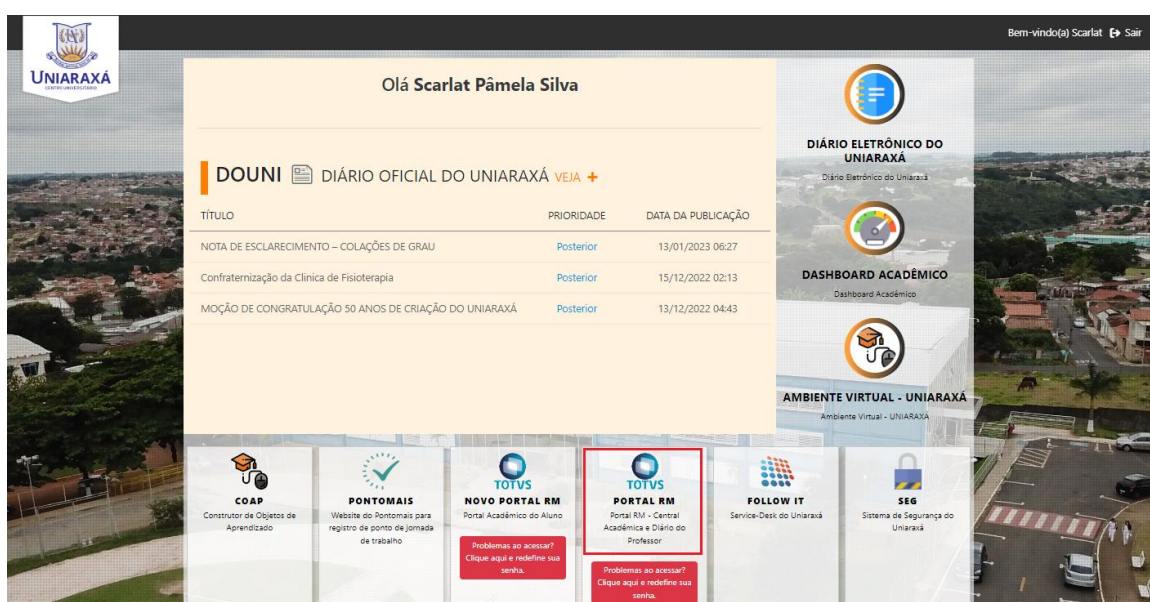 Bem-vindo(a) Scarlat Sair
UNIARAXÁ
CENTRO UNIVERSITÁRIO
Olá Scarlat Pâmela Silva
DOUNI DIÁRIO OFICIAL DO UNIARAXÁ VEJA +
TÍTULO PRIORIDADE DATA DA PUBLICAÇÃO
NOTA DE ESCLARECIMENTO – COLAÇÕES DE GRAU Posterior 13/01/2023 06:27
Confraternização da Clinica de Fisioterapia Posterior 15/12/2022 02:13
MOÇÃO DE CONGRATULAÇÃO 50 ANOS DE CRIAÇÃO DO UNIARAXÁ Posterior 13/12/2022 04:43
DIÁRIO ELETRÔNICO DO
UNIARAXÁ
Diário Eletrônico do Uniaraxá
DASHBOARD ACADÊMICO
Dashboard Acadêmico
AMBIENTE VIRTUAL - UNIARAXÁ
Ambiente Virtual - UNIARAXÁ
COAP
Construtor de Objetos de
Aprendizado
PONTOMAIS
Website do Pontomais para
registro de ponto de jornada
de trabalho
TOTVS
NOVO PORTAL RM
Portal Acadêmico do Aluno
Problemas ao acessar?
Clique aqui e redefine sua
senha.
TOTVS
PORTAL RM
Portal RM - Central
Acadêmica e Diário do
Professor
Problemas ao acessar?
Clique aqui e redefine sua
senha.
FOLLOW IT
Service-Desk do Uniaraxá
SEG
Sistema de Segurança do
Uniaraxá